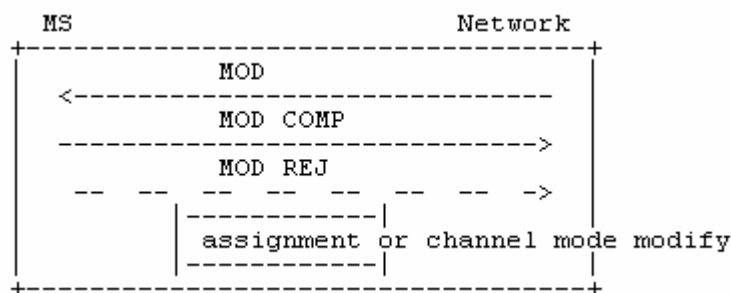 MS Network
MOD
MOD COMP
MOD REJ
assignment or channel mode modify